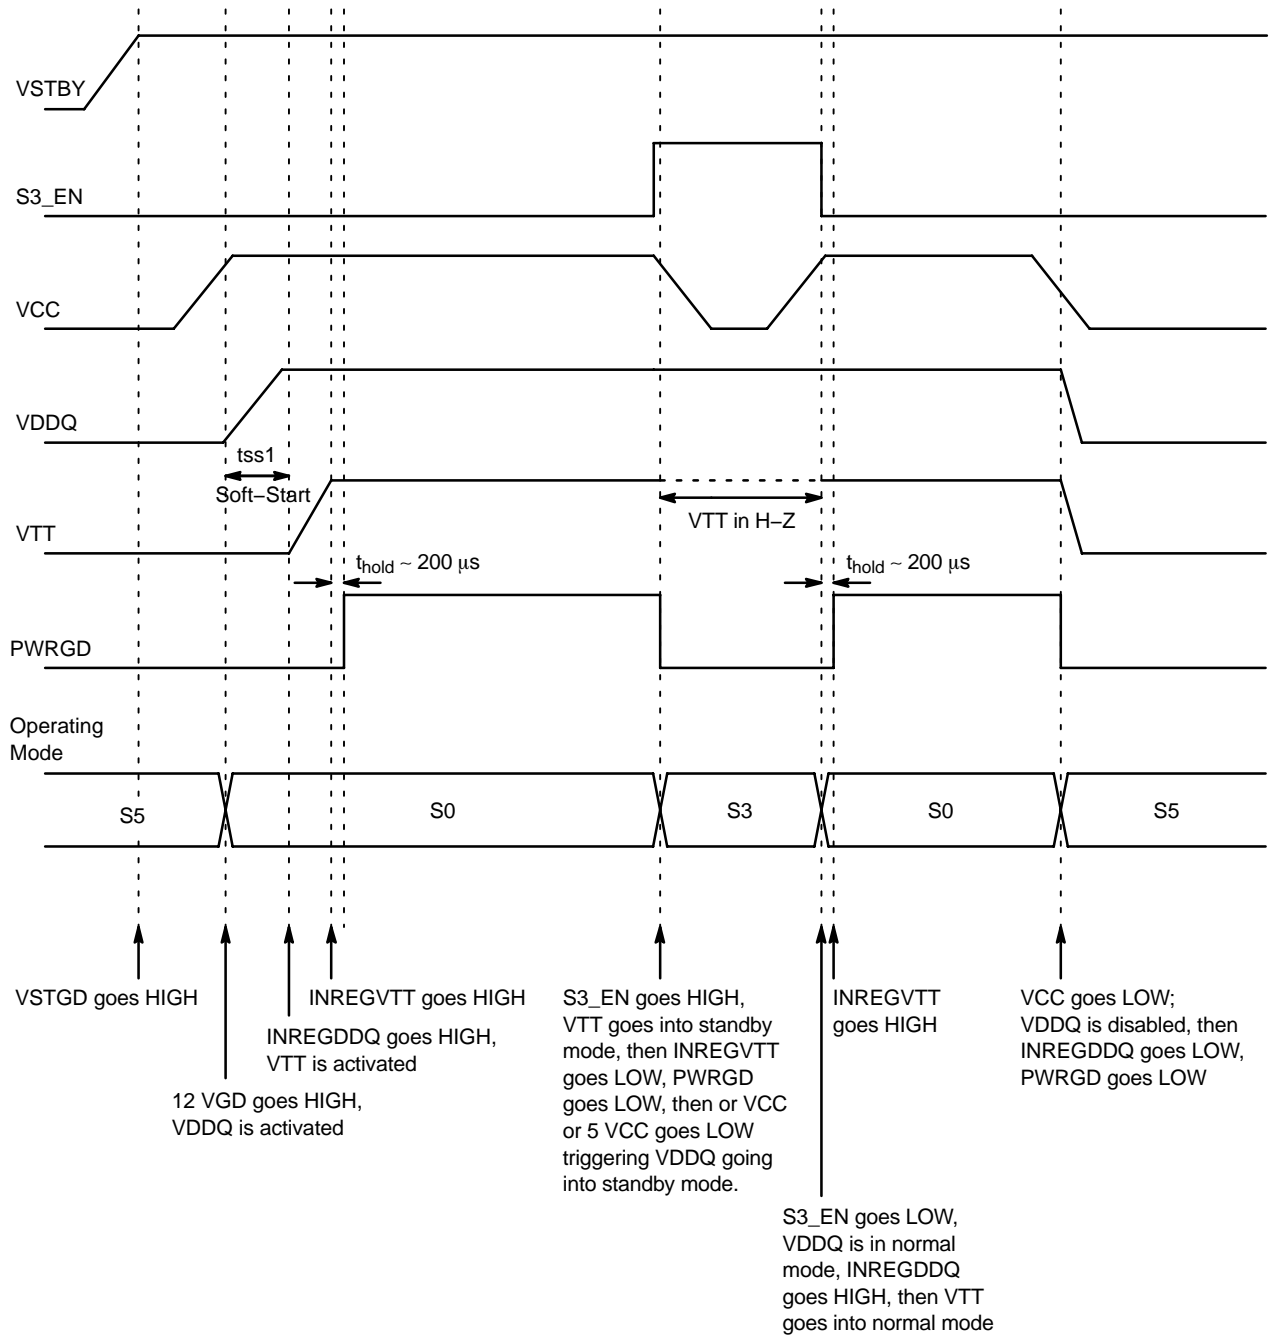 VSTBY
S3_EN
VCC
VDDQ
tss1
Soft−Start
VTT in H−Z
VTT
thold ~ 200 μs
thold ~ 200 μs
PWRGD
Operating
Mode
S5
S0
S3
S0
S5
VSTGD goes HIGH
12 VGD goes HIGH,
VDDQ is activated
INREGDDQ goes HIGH,
VTT is activated
INREGVTT goes HIGH
S3_EN goes HIGH,
VTT goes into standby
mode, then INREGVTT
goes LOW, PWRGD
goes LOW, then or VCC
or 5 VCC goes LOW
triggering VDDQ going
into standby mode.
S3_EN goes LOW,
VDDQ is in normal
mode, INREGDDQ
goes HIGH, then VTT
goes into normal mode
INREGVTT
goes HIGH
VCC goes LOW;
VDDQ is disabled, then
INREGDDQ goes LOW,
PWRGD goes LOW